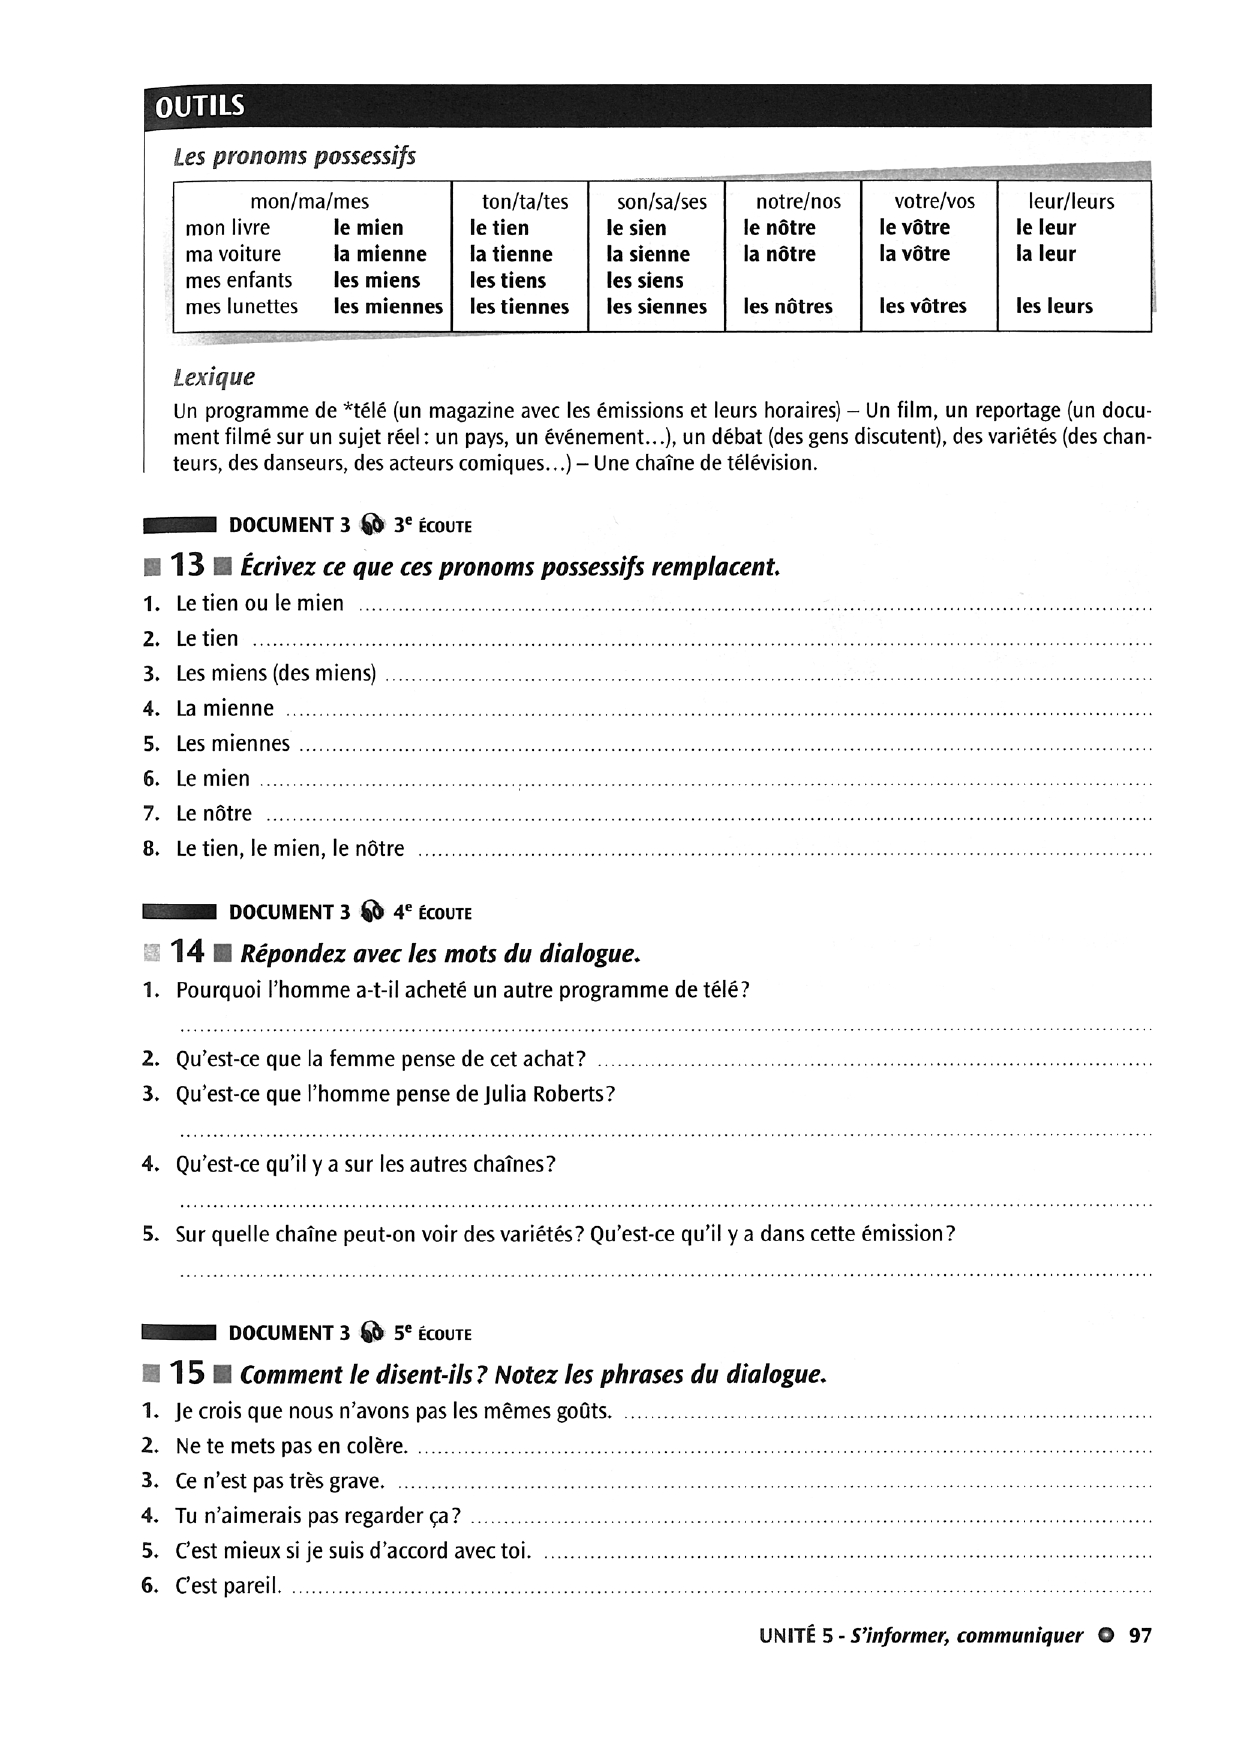 OUTILS
Les pronoms possessifs
mon/ma/mes ton/ta/tes son/sa/ses notre/nos votre/vos leur/leurs
mon livre le mien le tien le sien le nôtre le vôtre le leur
ma voiture la mienne la tienne la sienne la nôtre la vôtre la leur
mes enfants les miens les tiens les siens
mes lunettes les miennes les tiennes les siennes les nôtres les vôtres les leurs
Lexique
Un programme de *télé (un magazine avec les émissions et leurs horaires) – Un film, un reportage (un docu-
ment filmé sur un sujet réel : un pays, un événement…), un débat (des gens discutent), des variétés (des chan-
teurs, des danseurs, des acteurs comiques…) – Une chaîne de télévision.
DOCUMENT 3 3e ÉCOUTE
13 Écrivez ce que ces pronoms possessifs remplacent.
1. Le tien ou le mien
2. Le tien
3. Les miens (des miens)
4. La mienne
5. Les miennes
6. Le mien
7. Le nôtre
8. Le tien, le mien, le nôtre
DOCUMENT 3 4e ÉCOUTE
14 Répondez avec les mots du dialogue.
1. Pourquoi l'homme a-t-il acheté un autre programme de télé ?
2. Qu'est-ce que la femme pense de cet achat ?
3. Qu'est-ce que l'homme pense de Julia Roberts ?
4. Qu'est-ce qu'il y a sur les autres chaînes ?
5. Sur quelle chaîne peut-on voir des variétés ? Qu'est-ce qu'il y a dans cette émission ?
DOCUMENT 3 5e ÉCOUTE
15 Comment le disent-ils ? Notez les phrases du dialogue.
1. Je crois que nous n'avons pas les mêmes goûts.
2. Ne te mets pas en colère.
3. Ce n'est pas très grave.
4. Tu n'aimerais pas regarder ça ?
5. C'est mieux si je suis d'accord avec toi.
6. C'est pareil.
UNITÉ 5 - S'informer, communiquer 97